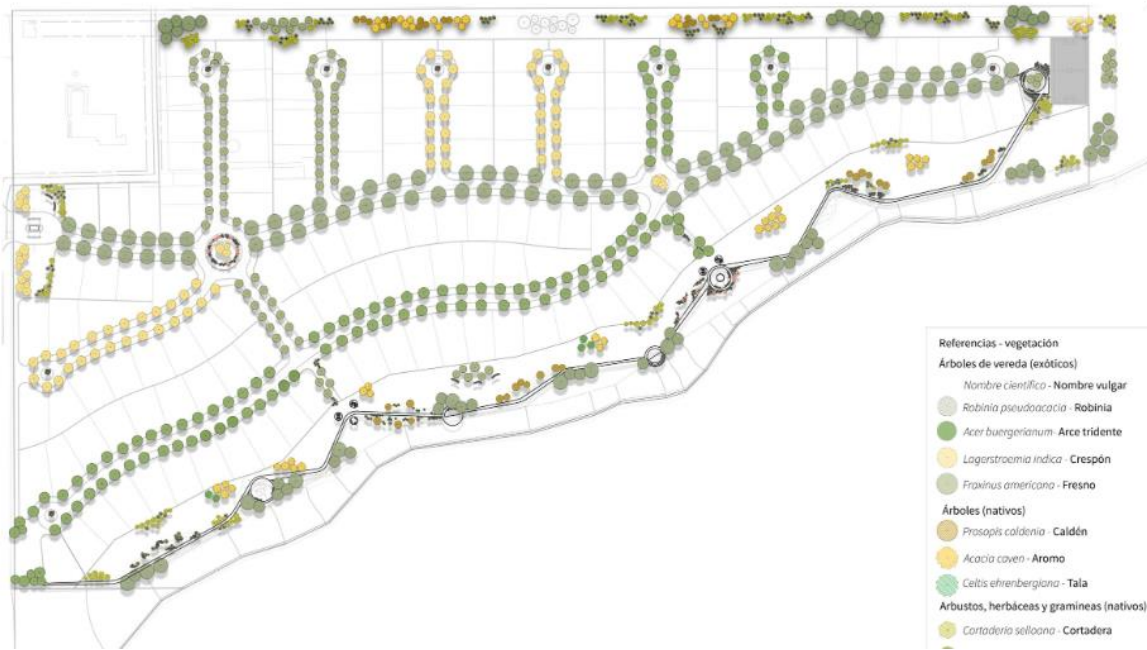 Referencias - vegetación
Árboles de vereda (exóticos)
Nombre científico - Nombre vulgar
Robinia pseudoacacia - Robinia
Acer buergerianum - Arce tridente
Lagerstroemia indica - Crespón
Fraxinus americana - Fresno
Árboles (nativos)
Prosopis caldenia - Caldén
Acacia caven - Aromo
Celtis ehrenbergiana - Tala
Arbustos, herbáceas y gramineas (nativos)
Cortaderia selloana - Cortadera